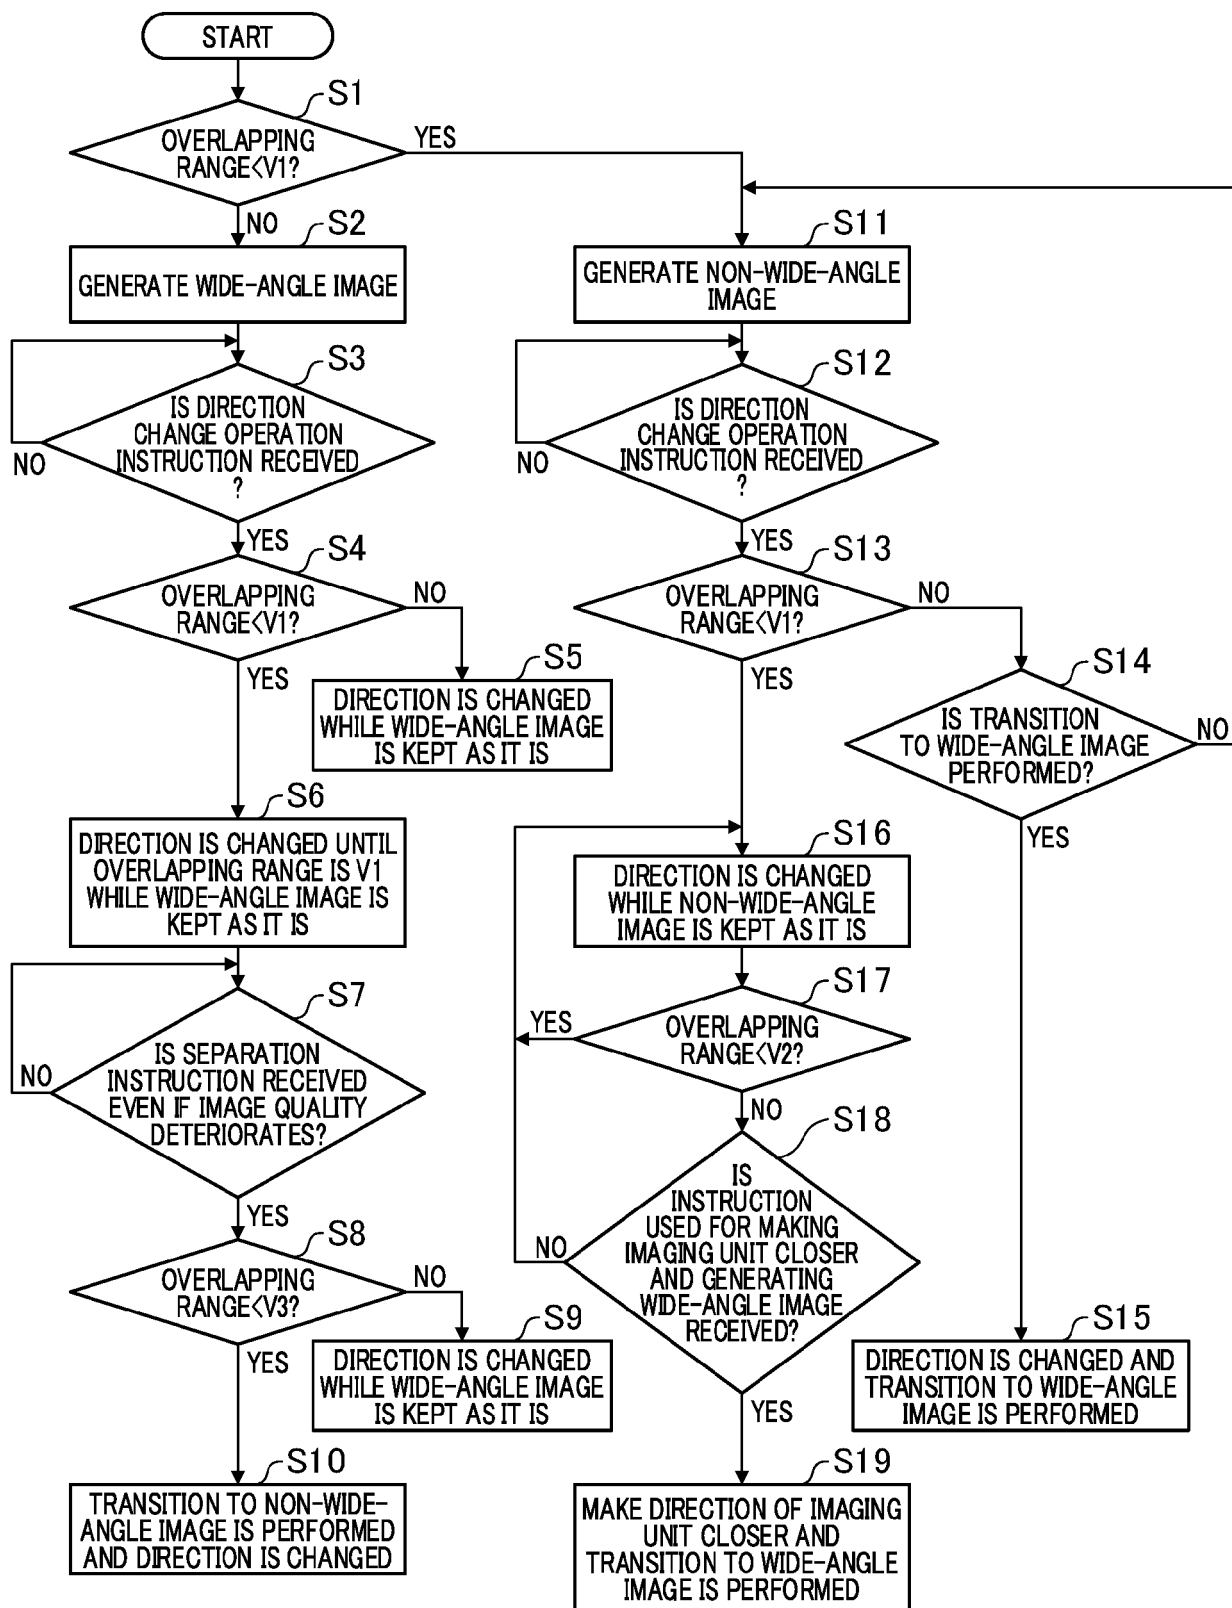 START
S1
OVERLAPPING
RANGE<V1?
YES
NO
S2
GENERATE WIDE-ANGLE IMAGE
S3
IS DIRECTION
CHANGE OPERATION
INSTRUCTION RECEIVED
?
NO
YES
S4
OVERLAPPING
RANGE<V1?
NO
YES
S5
DIRECTION IS CHANGED
WHILE WIDE-ANGLE IMAGE
IS KEPT AS IT IS
S6
DIRECTION IS CHANGED UNTIL
OVERLAPPING RANGE IS V1
WHILE WIDE-ANGLE IMAGE IS
KEPT AS IT IS
S7
IS SEPARATION
INSTRUCTION RECEIVED
EVEN IF IMAGE QUALITY
DETERIORATES?
NO
YES
S8
OVERLAPPING
RANGE<V3?
NO
YES
S9
DIRECTION IS CHANGED
WHILE WIDE-ANGLE IMAGE
IS KEPT AS IT IS
S10
TRANSITION TO NON-WIDE-
ANGLE IMAGE IS PERFORMED
AND DIRECTION IS CHANGED
S11
GENERATE NON-WIDE-ANGLE
IMAGE
S12
IS DIRECTION
CHANGE OPERATION
INSTRUCTION RECEIVED
?
NO
YES
S13
OVERLAPPING
RANGE<V1?
NO
YES
S14
IS TRANSITION
TO WIDE-ANGLE IMAGE
PERFORMED?
NO
YES
S15
DIRECTION IS CHANGED AND
TRANSITION TO WIDE-ANGLE
IMAGE IS PERFORMED
S16
DIRECTION IS CHANGED
WHILE NON-WIDE-ANGLE
IMAGE IS KEPT AS IT IS
S17
OVERLAPPING
RANGE<V2?
YES
NO
S18
IS
INSTRUCTION
USED FOR MAKING
IMAGING UNIT CLOSER
AND GENERATING
WIDE-ANGLE IMAGE
RECEIVED?
NO
YES
S19
MAKE DIRECTION OF IMAGING
UNIT CLOSER AND
TRANSITION TO WIDE-ANGLE
IMAGE IS PERFORMED